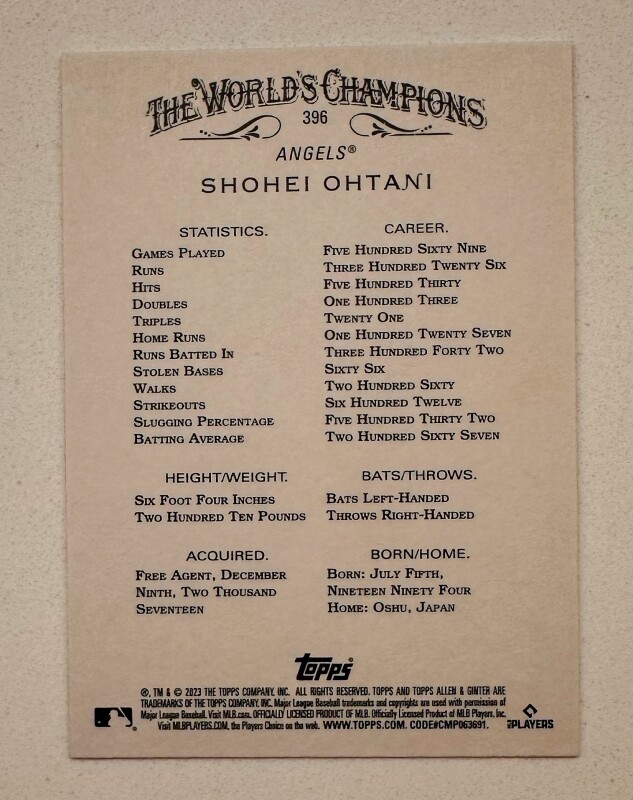 THE WORLD'S CHAMPIONS
396
ANGELS®
SHOHEI OHTANI
STATISTICS. CAREER.
GAMES PLAYED FIVE HUNDRED SIXTY NINE
RUNS THREE HUNDRED TWENTY SIX
HITS FIVE HUNDRED THIRTY
DOUBLES ONE HUNDRED THREE
TRIPLES TWENTY ONE
HOME RUNS ONE HUNDRED TWENTY SEVEN
RUNS BATTED IN THREE HUNDRED FORTY TWO
STOLEN BASES SIXTY SIX
WALKS TWO HUNDRED SIXTY
STRIKEOUTS SIX HUNDRED TWELVE
SLUGGING PERCENTAGE FIVE HUNDRED THIRTY TWO
BATTING AVERAGE TWO HUNDRED SIXTY SEVEN
HEIGHT/WEIGHT.
SIX FOOT FOUR INCHES
TWO HUNDRED TEN POUNDS
BATS/THROWS.
BATS LEFT-HANDED
THROWS RIGHT-HANDED
ACQUIRED.
FREE AGENT, DECEMBER
NINTH, TWO THOUSAND
SEVENTEEN
BORN/HOME.
BORN: JULY FIFTH,
NINETEEN NINETY FOUR
HOME: OSHU, JAPAN
topps®
®, TM & © 2023 THE TOPPS COMPANY, INC. ALL RIGHTS RESERVED. TOPPS AND TOPPS ALLEN & GINTER ARE
TRADEMARKS OF THE TOPPS COMPANY, INC. Major League Baseball trademarks and copyrights are used with permission of
Major League Baseball. Visit MLB.com. OFFICIALLY LICENSED PRODUCT OF MLB. Officially Licensed Product of MLB Players, Inc.
Visit MLBPLAYERS.COM, the Players Choice on the web. WWW.TOPPS.COM. CODE#CMP063691.
MLB PLAYERS